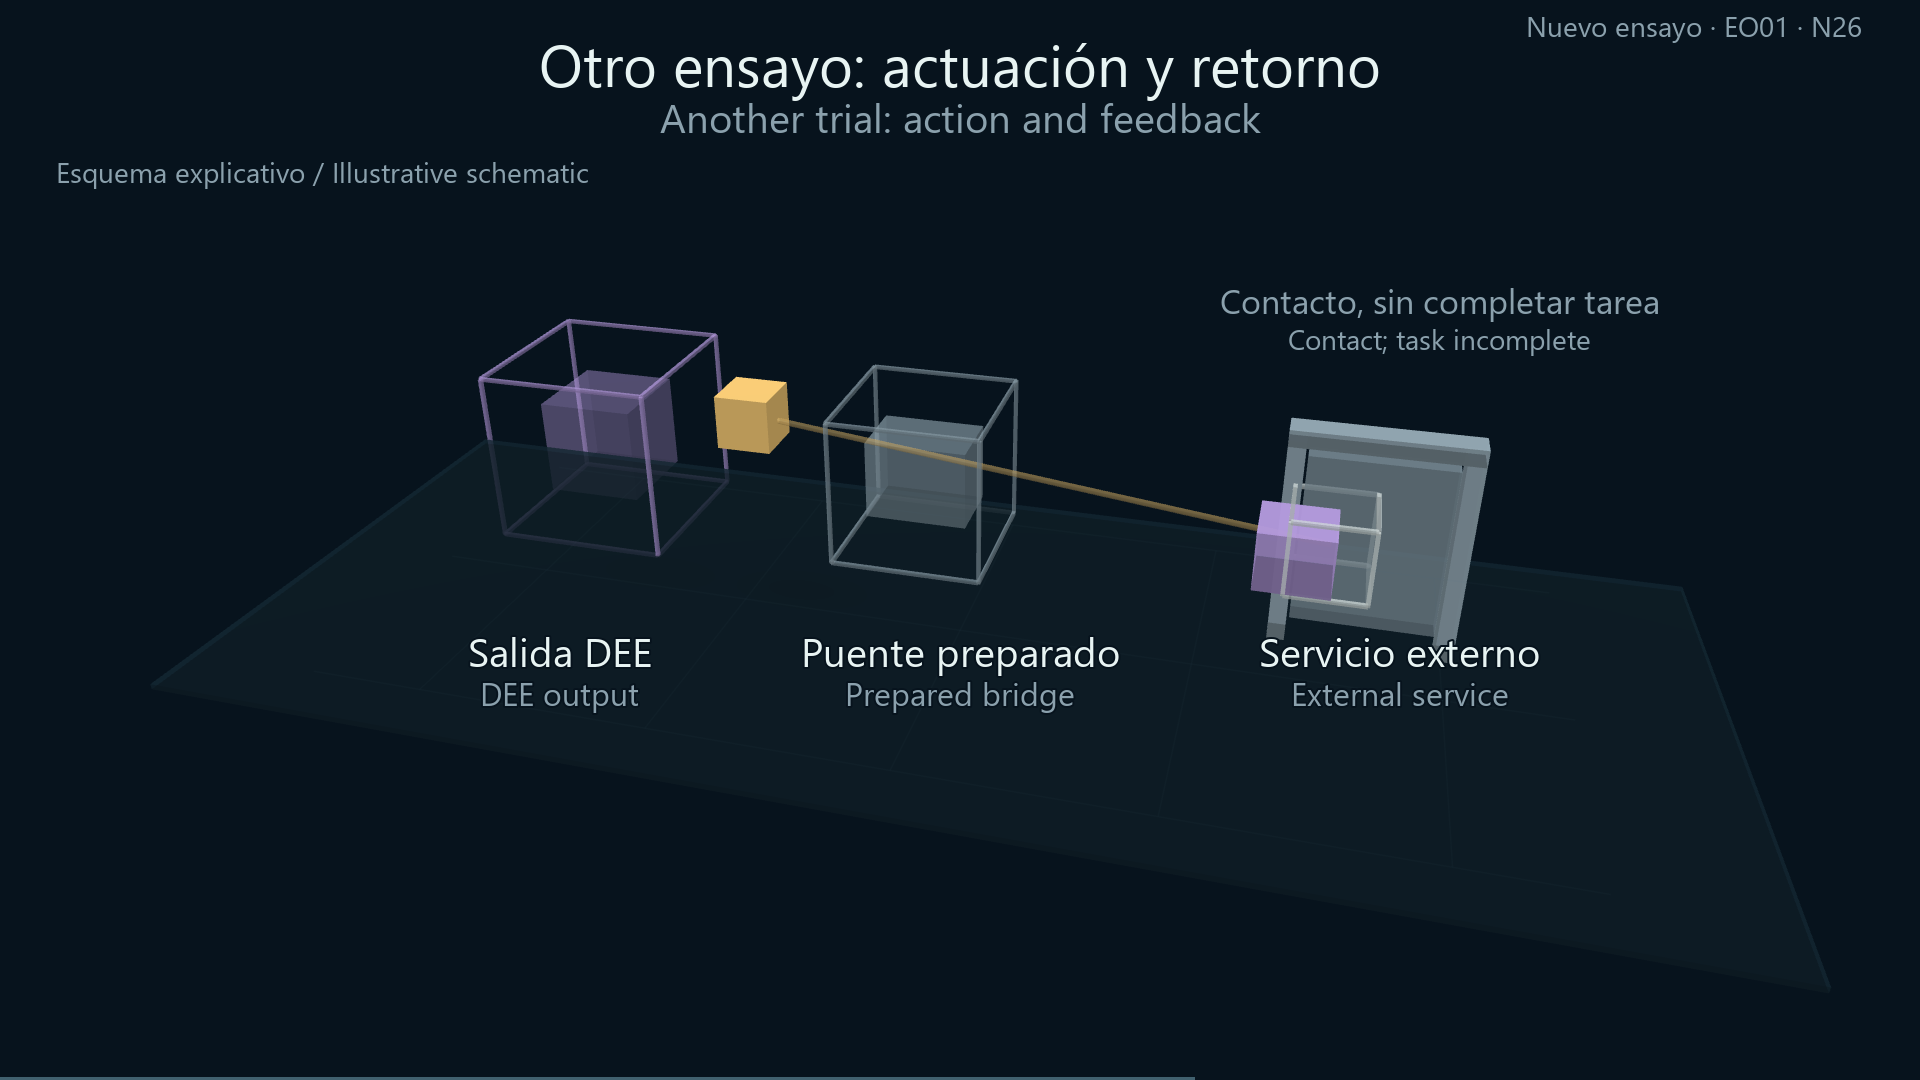 Nuevo ensayo · EO01 · N26
Otro ensayo: actuación y retorno
Another trial: action and feedback
Esquema explicativo / Illustrative schematic
Contacto, sin completar tarea
Contact; task incomplete
Salida DEE
DEE output
Puente preparado
Prepared bridge
Servicio externo
External service